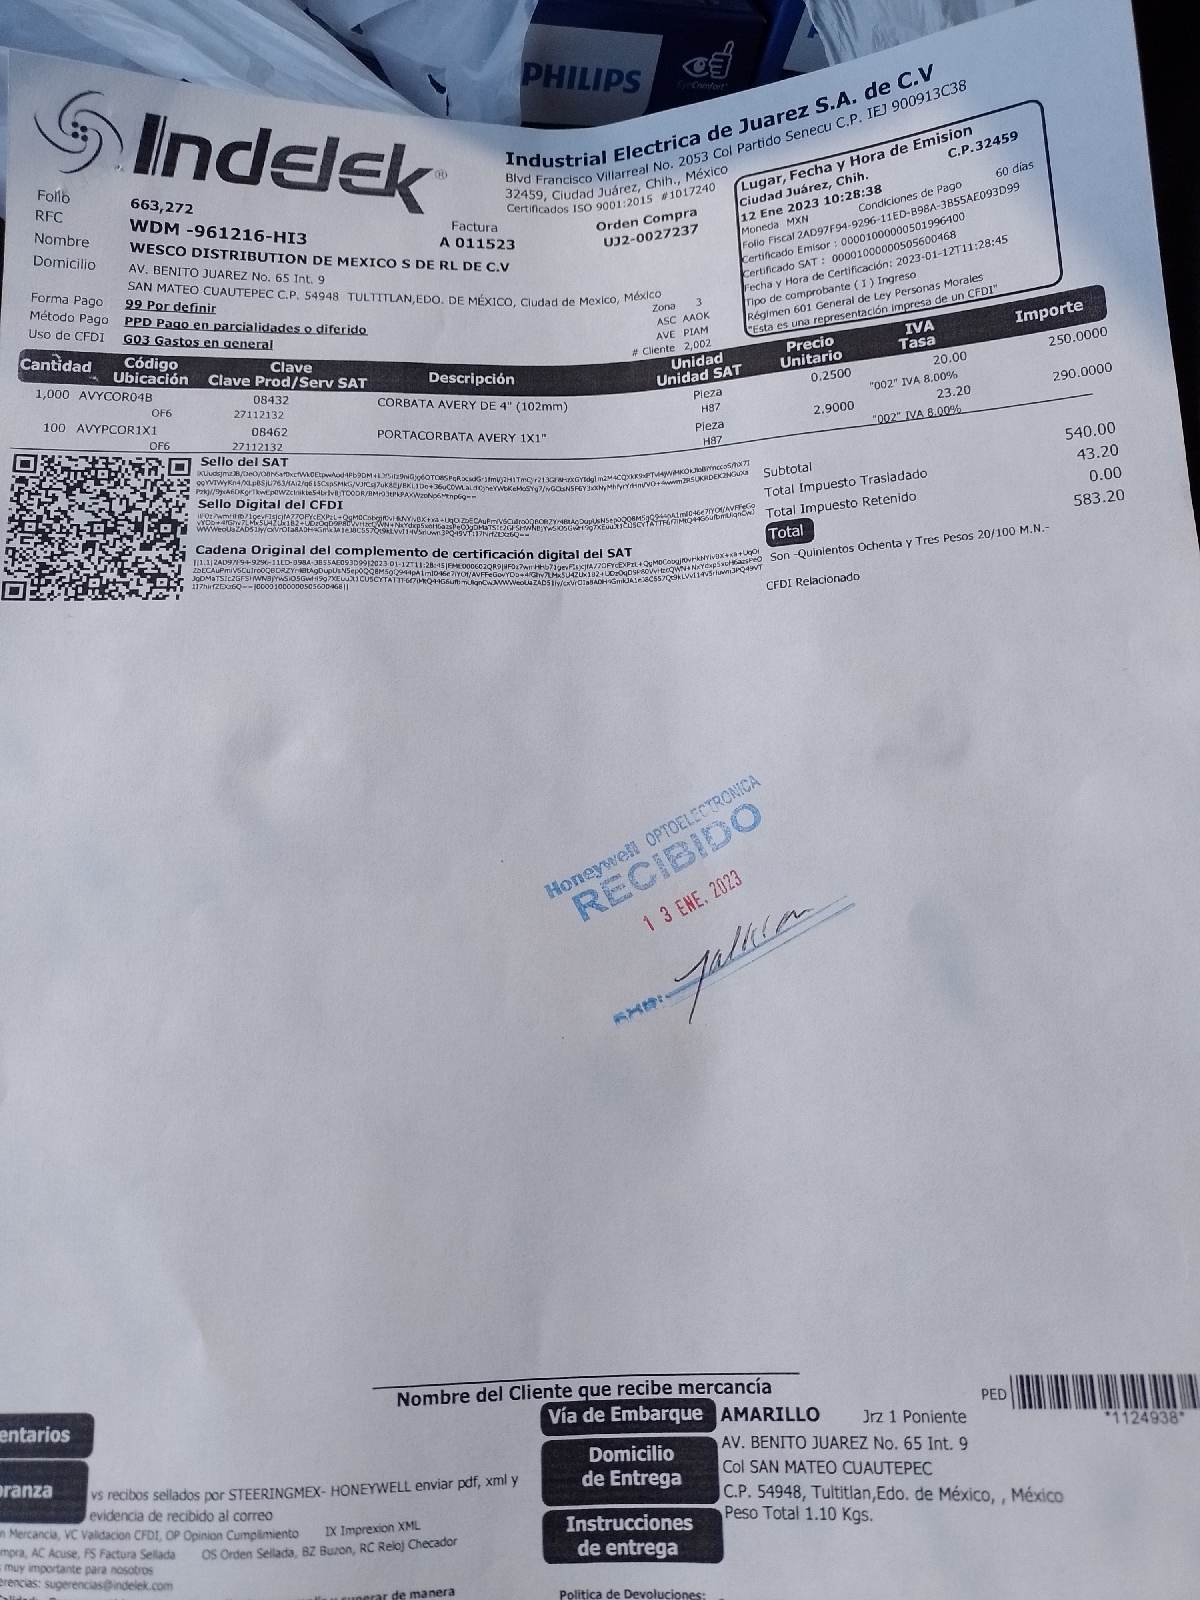 PHILIPS
EyeComfort
Indelek®
Industrial Electrica de Juarez S.A. de C.V
Blvd Francisco Villarreal No. 2053 Col Partido Senecu C.P. IEJ 900913C38
32459, Ciudad Juárez, Chih., México
Certificados ISO 9001:2015 #1017240
Lugar, Fecha y Hora de Emision
Ciudad Juárez, Chih. C.P.32459
12 Ene 2023 10:28:38
Moneda MXN Condiciones de Pago 60 días
Folio Fiscal 2AD97F94-9296-11ED-B98A-3B55AE093D99
Certificado Emisor : 00001000000501996400
Certificado SAT : 00001000000505600468
Fecha y Hora de Certificación: 2023-01-12T11:28:45
Tipo de comprobante ( I ) Ingreso
Régimen 601 General de Ley Personas Morales
"Esta es una representación impresa de un CFDI"
Folio 663,272 Factura Orden Compra
RFC WDM -961216-HI3 A 011523 UJ2-0027237
Nombre WESCO DISTRIBUTION DE MEXICO S DE RL DE C.V
Domicilio AV. BENITO JUAREZ No. 65 Int. 9
SAN MATEO CUAUTEPEC C.P. 54948 TULTITLAN,EDO. DE MÉXICO, Ciudad de Mexico, México
Forma Pago 99 Por definir Zona 3
Método Pago PPD Pago en parcialidades o diferido ASC AAOK
AVE PIAM
Uso de CFDI G03 Gastos en general # Cliente 2,002
Cantidad Código Ubicación Clave Clave Prod/Serv SAT Descripción Unidad Unidad SAT Precio Unitario IVA Tasa Importe
1,000 AVYCOR04B 08432 CORBATA AVERY DE 4" (102mm) Pieza 0.2500 20.00 250.0000
OF6 27112132 H87 "002" IVA 8.00%
100 AVYPCOR1X1 08462 PORTACORBATA AVERY 1X1" Pieza 2.9000 23.20 290.0000
OF6 27112132 H87 "002" IVA 8.00%
Sello del SAT
Sello Digital del CFDI
Cadena Original del complemento de certificación digital del SAT
Subtotal 540.00
Total Impuesto Trasladado 43.20
Total Impuesto Retenido 0.00
Total 583.20
Son -Quinientos Ochenta y Tres Pesos 20/100 M.N.-
CFDI Relacionado
Honeywell OPTOELECTRONICA
RECIBIDO
13 ENE. 2023
Nombre del Cliente que recibe mercancía
PED
*1124938*
Vía de Embarque AMARILLO Jrz 1 Poniente
Domicilio de Entrega
AV. BENITO JUAREZ No. 65 Int. 9
Col SAN MATEO CUAUTEPEC
C.P. 54948, Tultitlan,Edo. de México, , México
Peso Total 1.10 Kgs.
Instrucciones de entrega
entarios
ranza
vs recibos sellados por STEERINGMEX- HONEYWELL enviar pdf, xml y
evidencia de recibido al correo
n Mercancia, VC Validacion CFDI, OP Opinion Cumplimiento IX Imprexion XML
mpra, AC Acuse, FS Factura Sellada OS Orden Sellada, BZ Buzon, RC Reloj Checador
muy importante para nosotros
erencias: sugerencias@indelek.com
de manera
Politica de Devoluciones: